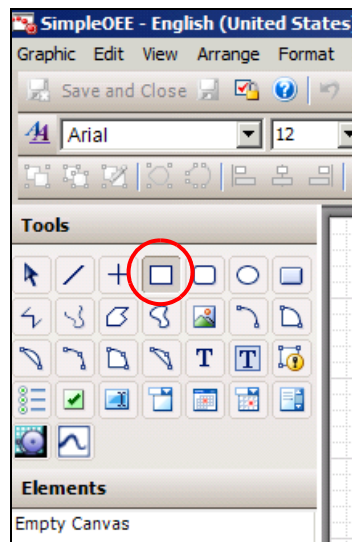 SimpleOEE - English (United States
Graphic Edit View Arrange Format
Save and Close
Arial 12
Tools
T T
Elements
Empty Canvas